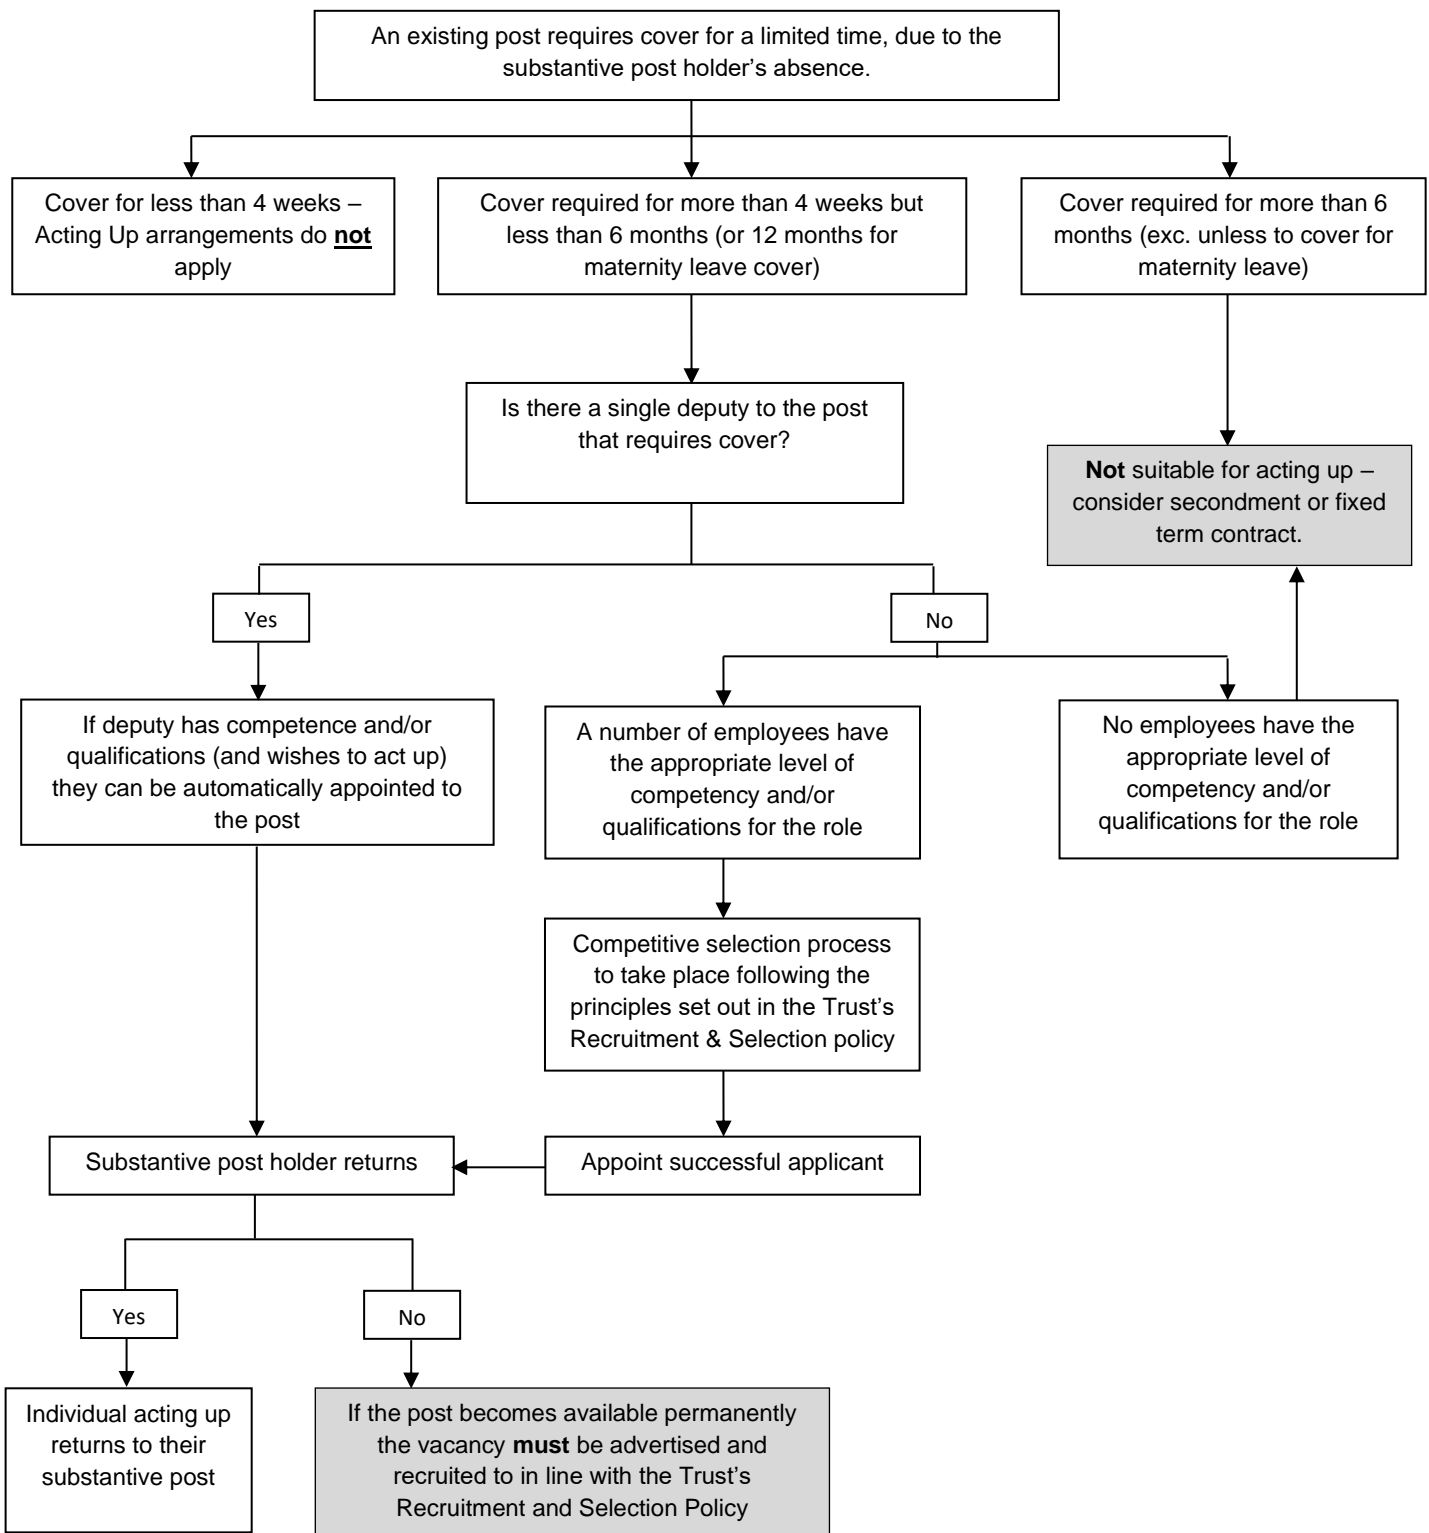 An existing post requires cover for a limited time, due to the
substantive post holder’s absence.
Cover for less than 4 weeks –
Acting Up arrangements do not
apply
Cover required for more than 4 weeks but
less than 6 months (or 12 months for
maternity leave cover)
Cover required for more than 6
months (exc. unless to cover for
maternity leave)
Is there a single deputy to the post
that requires cover?
Not suitable for acting up –
consider secondment or fixed
term contract.
Yes
No
If deputy has competence and/or
qualifications (and wishes to act up)
they can be automatically appointed to
the post
A number of employees have
the appropriate level of
competency and/or
qualifications for the role
No employees have the
appropriate level of
competency and/or
qualifications for the role
Competitive selection process
to take place following the
principles set out in the Trust’s
Recruitment & Selection policy
Substantive post holder returns
Appoint successful applicant
Yes
No
Individual acting up
returns to their
substantive post
If the post becomes available permanently
the vacancy must be advertised and
recruited to in line with the Trust’s
Recruitment and Selection Policy